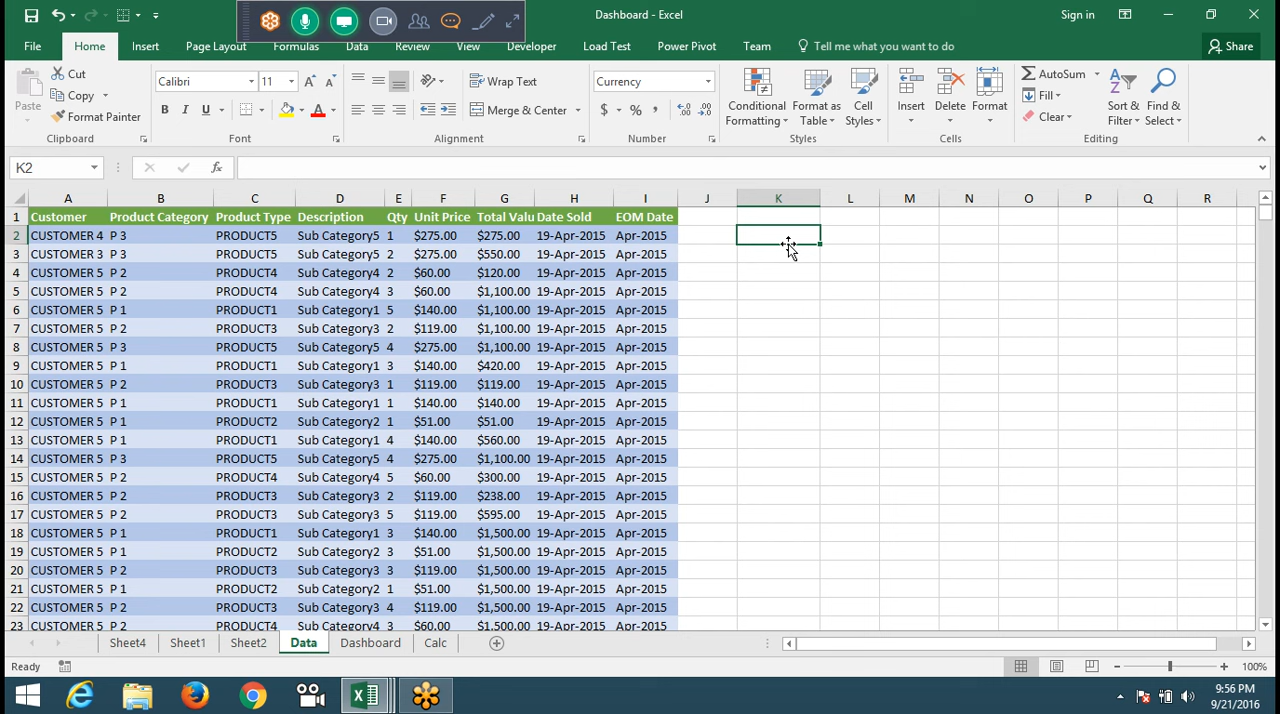 Dashboard - Excel
Sign in
File Home Insert Page Layout Formulas Data Review View Developer Load Test Power Pivot Team Tell me what you want to do Share
Paste Cut Copy Format Painter Clipboard
Calibri 11 B I U A A A Font
Wrap Text Merge & Center Alignment
Currency $ % , Number
Conditional Formatting Format as Table Cell Styles Styles
Insert Delete Format Cells
AutoSum Fill Clear Sort & Filter Find & Select Editing
K2 fx
A B C D E F G H I J K L M N O P Q R
1 Customer Product Category Product Type Description Qty Unit Price Total Valu Date Sold EOM Date
2 CUSTOMER 4 P 3 PRODUCT5 Sub Category5 1 $275.00 $275.00 19-Apr-2015 Apr-2015
3 CUSTOMER 3 P 3 PRODUCT5 Sub Category5 2 $275.00 $550.00 19-Apr-2015 Apr-2015
4 CUSTOMER 5 P 2 PRODUCT4 Sub Category4 2 $60.00 $120.00 19-Apr-2015 Apr-2015
5 CUSTOMER 5 P 2 PRODUCT4 Sub Category4 3 $60.00 $1,100.00 19-Apr-2015 Apr-2015
6 CUSTOMER 5 P 1 PRODUCT1 Sub Category1 5 $140.00 $1,100.00 19-Apr-2015 Apr-2015
7 CUSTOMER 5 P 2 PRODUCT3 Sub Category3 2 $119.00 $1,100.00 19-Apr-2015 Apr-2015
8 CUSTOMER 5 P 3 PRODUCT5 Sub Category5 4 $275.00 $1,100.00 19-Apr-2015 Apr-2015
9 CUSTOMER 5 P 1 PRODUCT1 Sub Category1 3 $140.00 $420.00 19-Apr-2015 Apr-2015
10 CUSTOMER 5 P 2 PRODUCT3 Sub Category3 1 $119.00 $119.00 19-Apr-2015 Apr-2015
11 CUSTOMER 5 P 1 PRODUCT1 Sub Category1 1 $140.00 $140.00 19-Apr-2015 Apr-2015
12 CUSTOMER 5 P 1 PRODUCT2 Sub Category2 1 $51.00 $51.00 19-Apr-2015 Apr-2015
13 CUSTOMER 5 P 1 PRODUCT1 Sub Category1 4 $140.00 $560.00 19-Apr-2015 Apr-2015
14 CUSTOMER 5 P 3 PRODUCT5 Sub Category5 4 $275.00 $1,100.00 19-Apr-2015 Apr-2015
15 CUSTOMER 5 P 2 PRODUCT4 Sub Category4 5 $60.00 $300.00 19-Apr-2015 Apr-2015
16 CUSTOMER 5 P 2 PRODUCT3 Sub Category3 2 $119.00 $238.00 19-Apr-2015 Apr-2015
17 CUSTOMER 5 P 2 PRODUCT3 Sub Category3 5 $119.00 $595.00 19-Apr-2015 Apr-2015
18 CUSTOMER 5 P 1 PRODUCT1 Sub Category1 3 $140.00 $1,500.00 19-Apr-2015 Apr-2015
19 CUSTOMER 5 P 1 PRODUCT2 Sub Category2 3 $51.00 $1,500.00 19-Apr-2015 Apr-2015
20 CUSTOMER 5 P 2 PRODUCT3 Sub Category3 3 $119.00 $1,500.00 19-Apr-2015 Apr-2015
21 CUSTOMER 5 P 1 PRODUCT2 Sub Category2 1 $51.00 $1,500.00 19-Apr-2015 Apr-2015
22 CUSTOMER 5 P 2 PRODUCT3 Sub Category3 4 $119.00 $1,500.00 19-Apr-2015 Apr-2015
23 CUSTOMER 5 P 2 PRODUCT4 Sub Category4 3 $60.00 $1,500.00 19-Apr-2015 Apr-2015
Sheet4 Sheet1 Sheet2 Data Dashboard Calc
Ready 100%
9:56 PM
9/21/2016